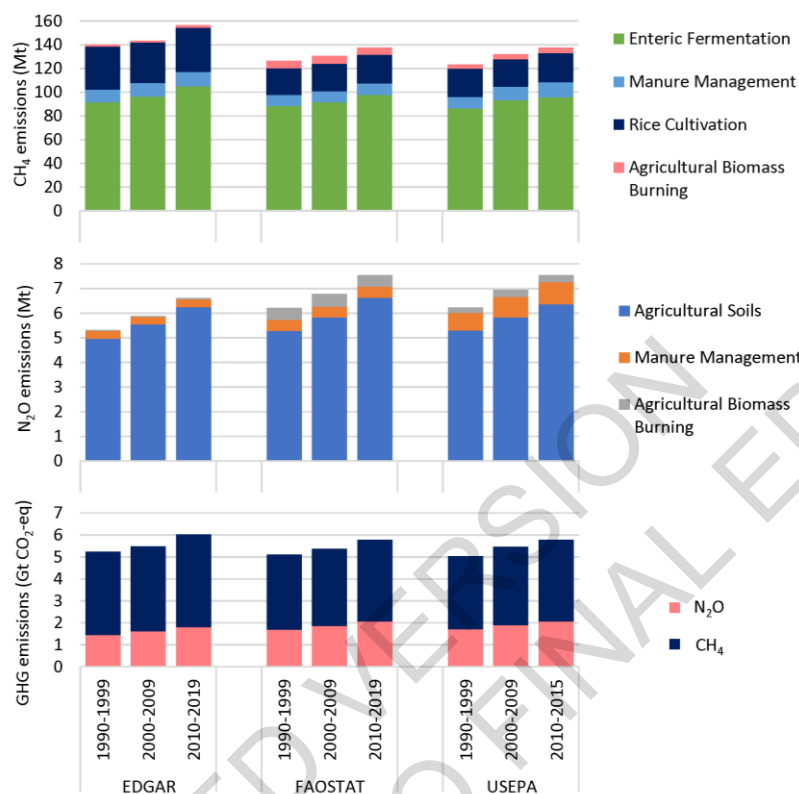 160
140
120
100
80
60
40
20
0
CH₄ emissions (Mt)
Enteric Fermentation
Manure Management
Rice Cultivation
Agricultural Biomass
Burning
8
7
6
5
4
3
2
1
0
N₂O emissions (Mt)
Agricultural Soils
Manure Management
Agricultural Biomass
Burning
7
6
5
4
3
2
1
0
GHG emissions (Gt CO₂-eq)
N₂O
CH₄
1990-1999
2000-2009
2010-2019
1990-1999
2000-2009
2010-2019
1990-1999
2000-2009
2010-2015
EDGAR
FAOSTAT
USEPA
VERSION
FINAL